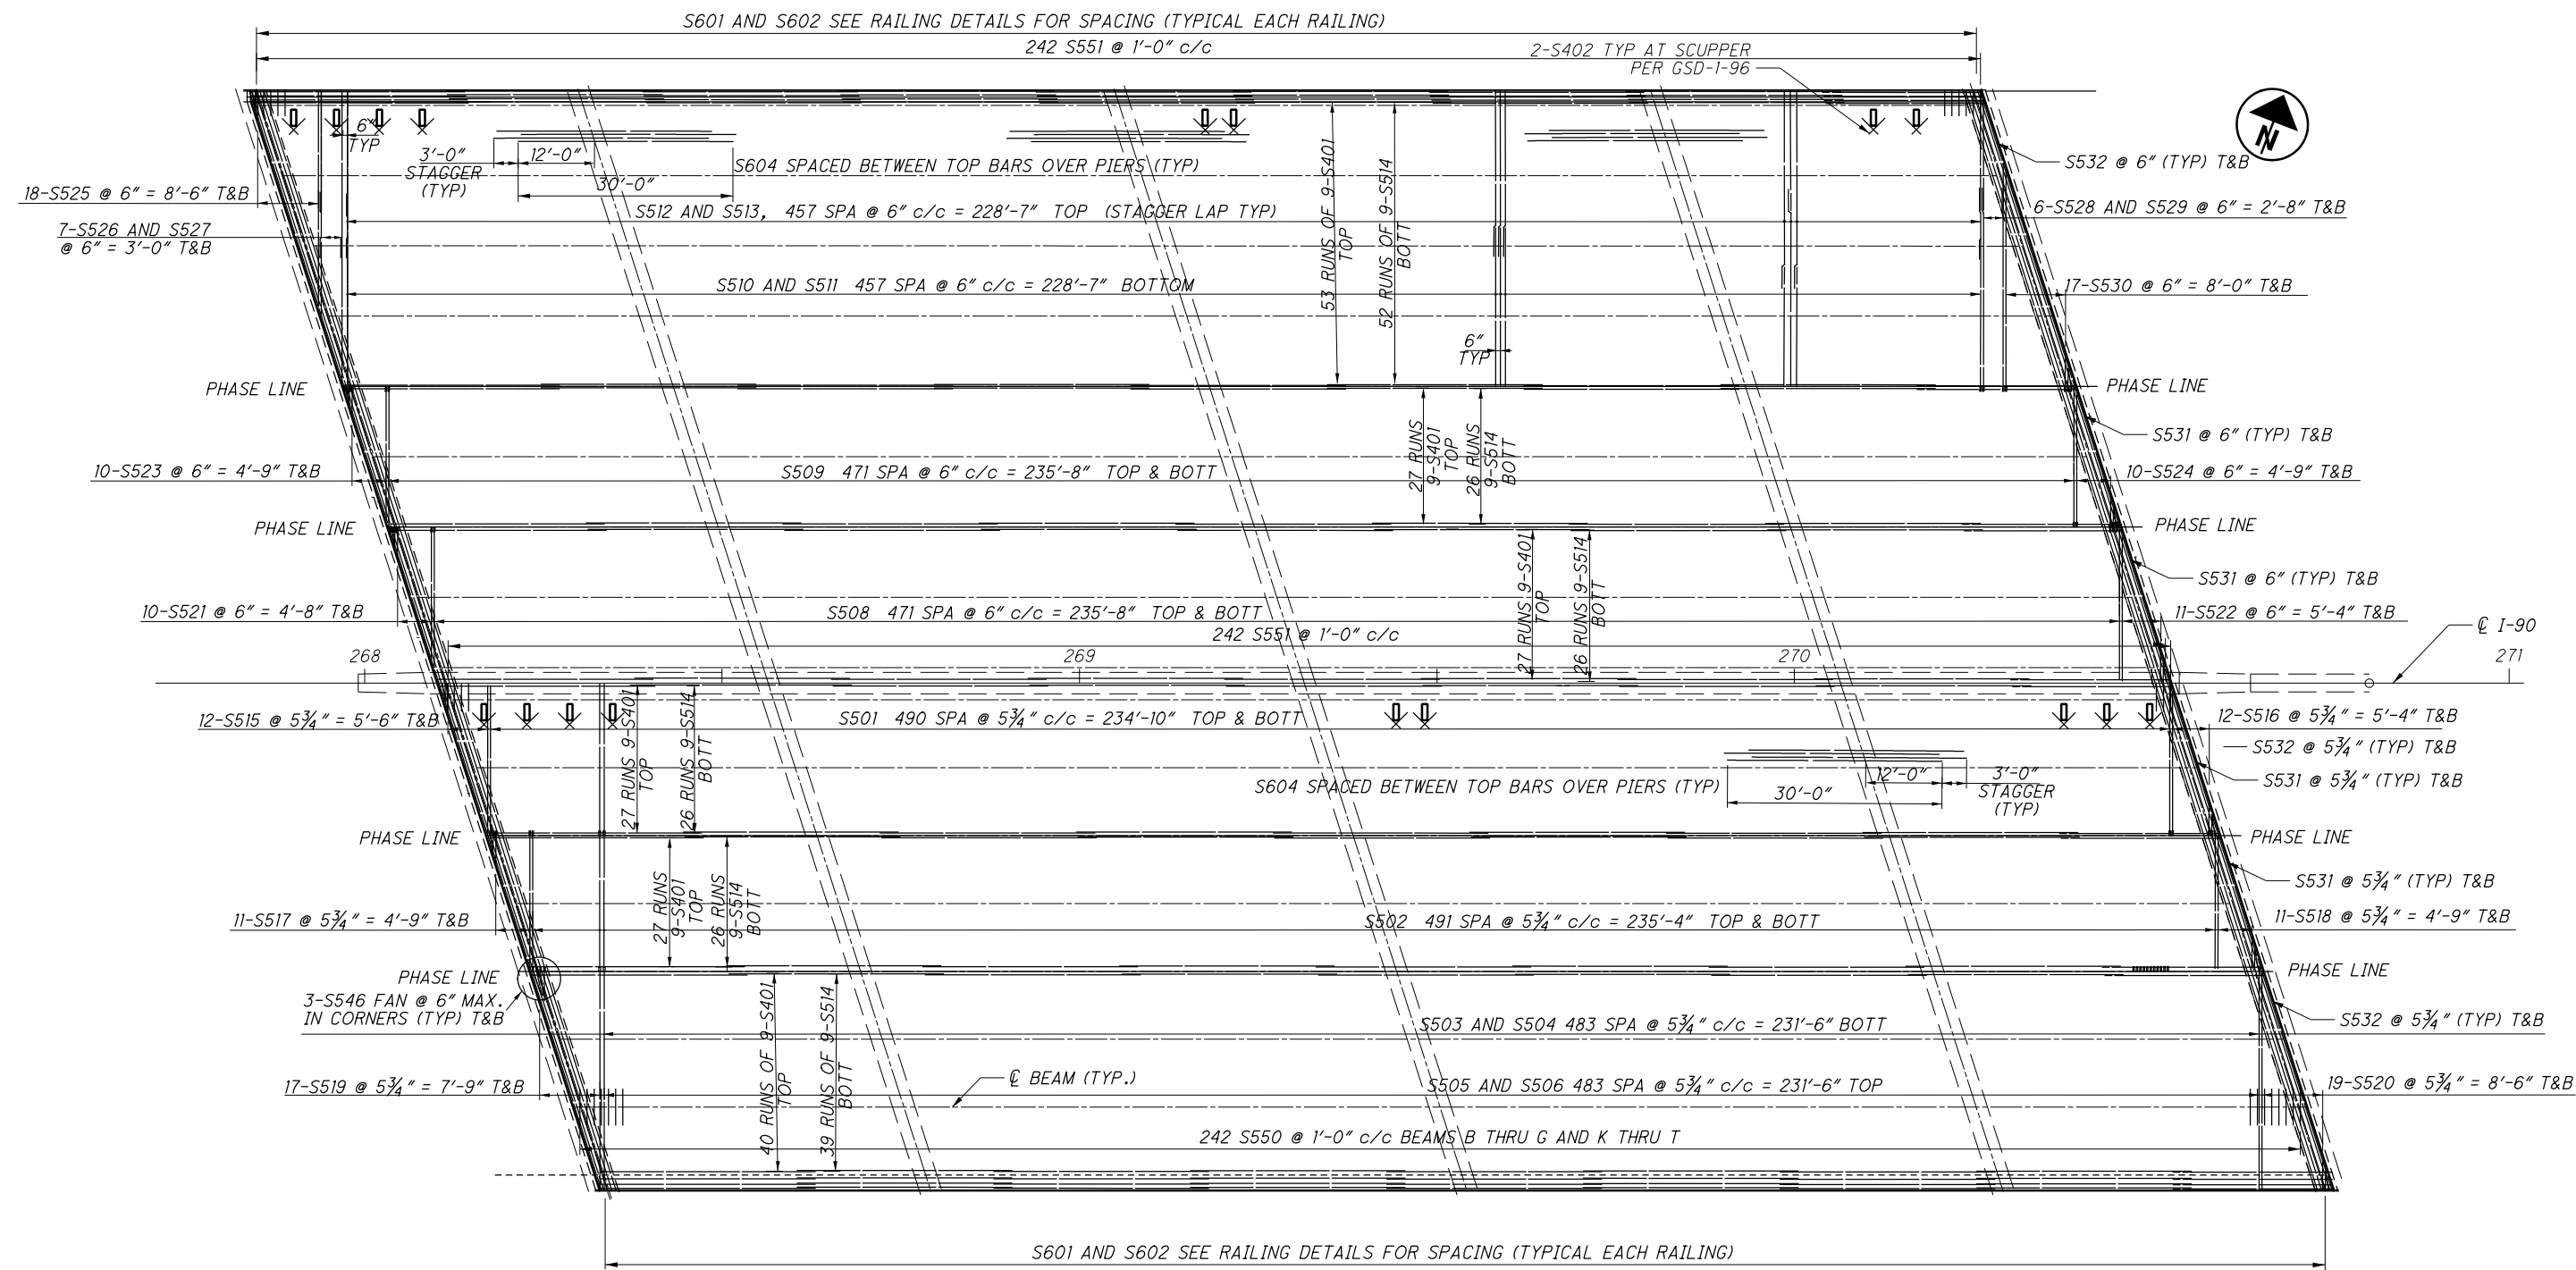 S601 AND S602 SEE RAILING DETAILS FOR SPACING (TYPICAL EACH RAILING)
242 S551 @ 1'-0" c/c
2-S402 TYP AT SCUPPER
PER GSD-1-96
N
6"
TYP
3'-0"
STAGGER
(TYP)
12'-0"
30'-0"
S604 SPACED BETWEEN TOP BARS OVER PIERS (TYP)
S532 @ 6" (TYP) T&B
18-S525 @ 6" = 8'-6" T&B
7-S526 AND S527
@ 6" = 3'-0" T&B
S512 AND S513, 457 SPA @ 6" c/c = 228'-7" TOP (STAGGER LAP TYP)
6-S528 AND S529 @ 6" = 2'-8" T&B
53 RUNS OF 9-S401
TOP
52 RUNS OF 9-S514
BOTT
S510 AND S511 457 SPA @ 6" c/c = 228'-7" BOTTOM
17-S530 @ 6" = 8'-0" T&B
6"
TYP
PHASE LINE
PHASE LINE
27 RUNS
9-S401
TOP
26 RUNS
9-S514
BOTT
S531 @ 6" (TYP) T&B
10-S523 @ 6" = 4'-9" T&B
S509 471 SPA @ 6" c/c = 235'-8" TOP & BOTT
10-S524 @ 6" = 4'-9" T&B
PHASE LINE
PHASE LINE
27 RUNS 9-S401
TOP
26 RUNS 9-S514
BOTT
S531 @ 6" (TYP) T&B
10-S521 @ 6" = 4'-8" T&B
S508 471 SPA @ 6" c/c = 235'-8" TOP & BOTT
11-S522 @ 6" = 5'-4" T&B
242 S551 @ 1'-0" c/c
℄ I-90
268
269
270
271
27 RUNS 9-S401
TOP
26 RUNS 9-S514
BOTT
12-S515 @ 5¾" = 5'-6" T&B
S501 490 SPA @ 5¾" c/c = 234'-10" TOP & BOTT
12-S516 @ 5¾" = 5'-4" T&B
S532 @ 5¾" (TYP) T&B
S531 @ 5¾" (TYP) T&B
S604 SPACED BETWEEN TOP BARS OVER PIERS (TYP)
12'-0"
30'-0"
3'-0"
STAGGER
(TYP)
PHASE LINE
PHASE LINE
27 RUNS
9-S401
TOP
26 RUNS
9-S514
BOTT
S531 @ 5¾" (TYP) T&B
11-S517 @ 5¾" = 4'-9" T&B
S502 491 SPA @ 5¾" c/c = 235'-4" TOP & BOTT
11-S518 @ 5¾" = 4'-9" T&B
PHASE LINE
PHASE LINE
3-S546 FAN @ 6" MAX.
IN CORNERS (TYP) T&B
40 RUNS OF 9-S401
TOP
39 RUNS OF 9-S514
BOTT
S503 AND S504 483 SPA @ 5¾" c/c = 231'-6" BOTT
S532 @ 5¾" (TYP) T&B
17-S519 @ 5¾" = 7'-9" T&B
℄ BEAM (TYP.)
S505 AND S506 483 SPA @ 5¾" c/c = 231'-6" TOP
19-S520 @ 5¾" = 8'-6" T&B
242 S550 @ 1'-0" c/c BEAMS B THRU G AND K THRU T
S601 AND S602 SEE RAILING DETAILS FOR SPACING (TYPICAL EACH RAILING)